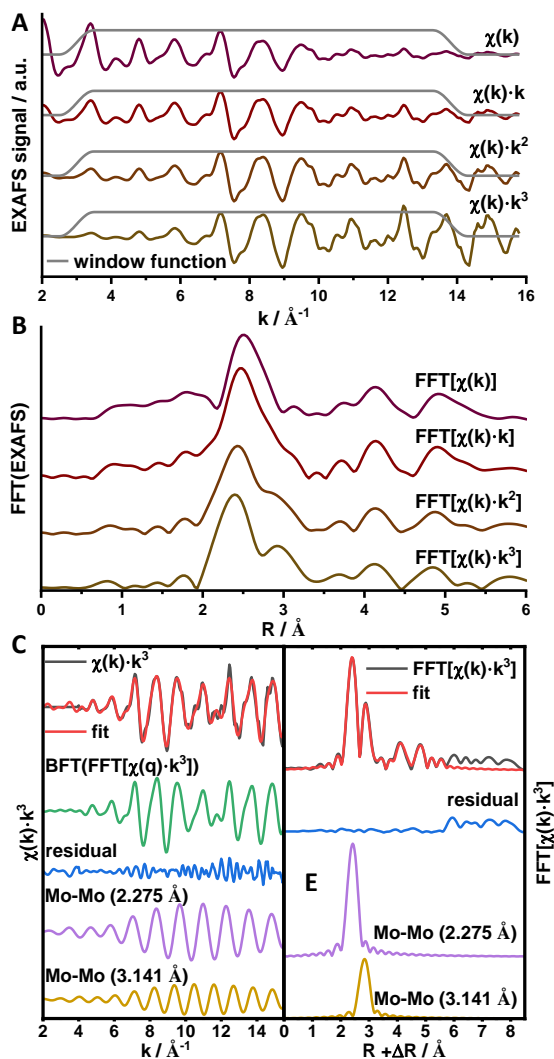 A
EXAFS signal / a.u.
χ(k)
χ(k)·k
χ(k)·k²
χ(k)·k³
window function
2 4 6 8 10 12 14 16
k / Å⁻¹
B
FFT(EXAFS)
FFT[χ(k)]
FFT[χ(k)·k]
FFT[χ(k)·k²]
FFT[χ(k)·k³]
0 1 2 3 4 5 6
R / Å
C
χ(k)·k³
χ(k)·k³
fit
BFT(FFT[χ(q)·k³])
residual
Mo-Mo (2.275 Å)
Mo-Mo (3.141 Å)
2 4 6 8 10 12 14
k / Å⁻¹
FFT[χ(k)·k³]
fit
residual
E
Mo-Mo (2.275 Å)
Mo-Mo (3.141 Å)
0 1 2 3 4 5 6 7 8
R +ΔR / Å
FFT[χ(k)·k³]